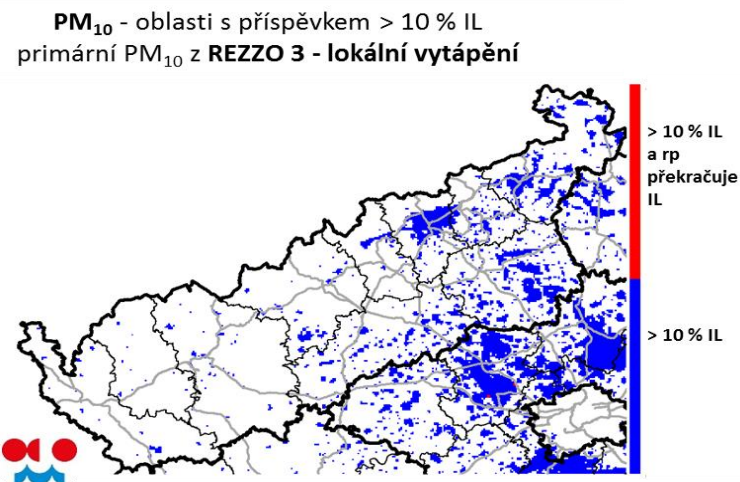 PM10 - oblasti s příspěvkem > 10 % IL
primární PM10 z REZZO 3 - lokální vytápění
> 10 % IL
a rp
překračuje
IL
> 10 % IL